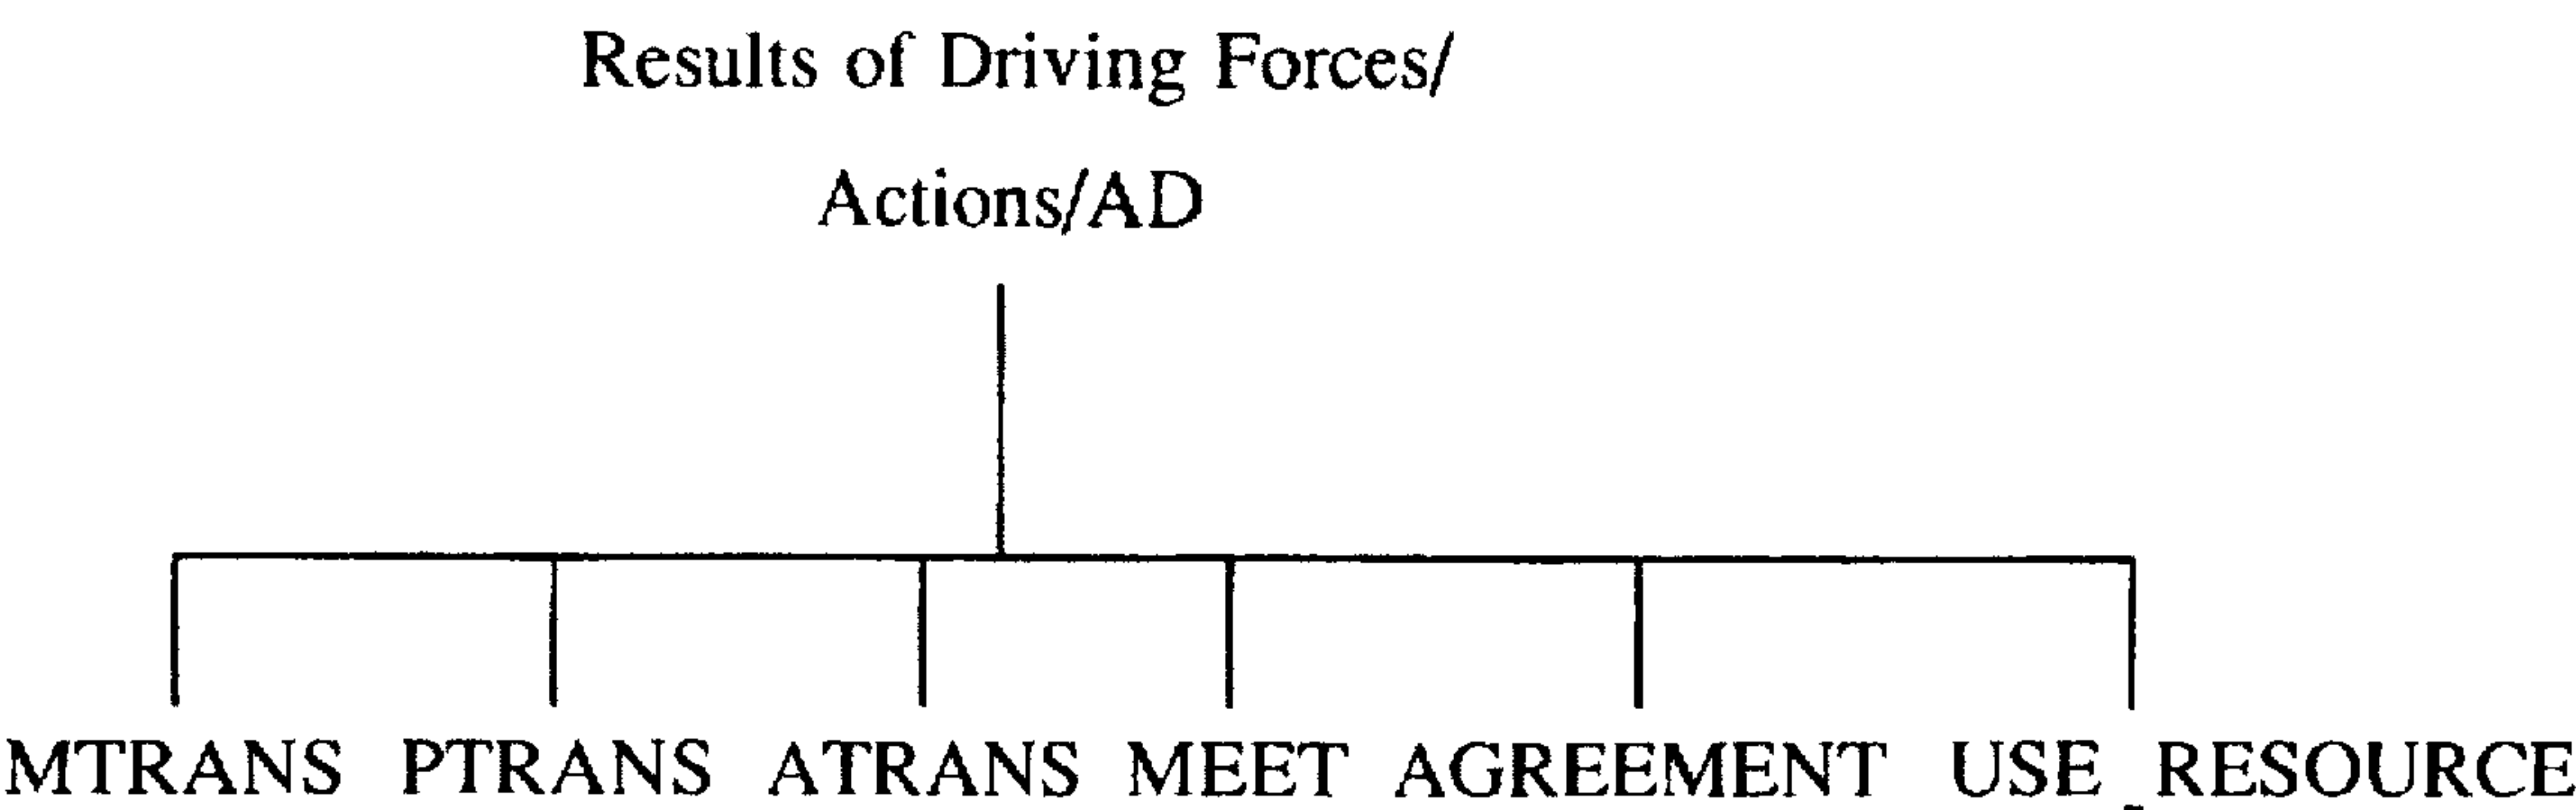 Results of Driving Forces/
Actions/AD
MTRANS PTRANS ATRANS MEET AGREEMENT USE_RESOURCE